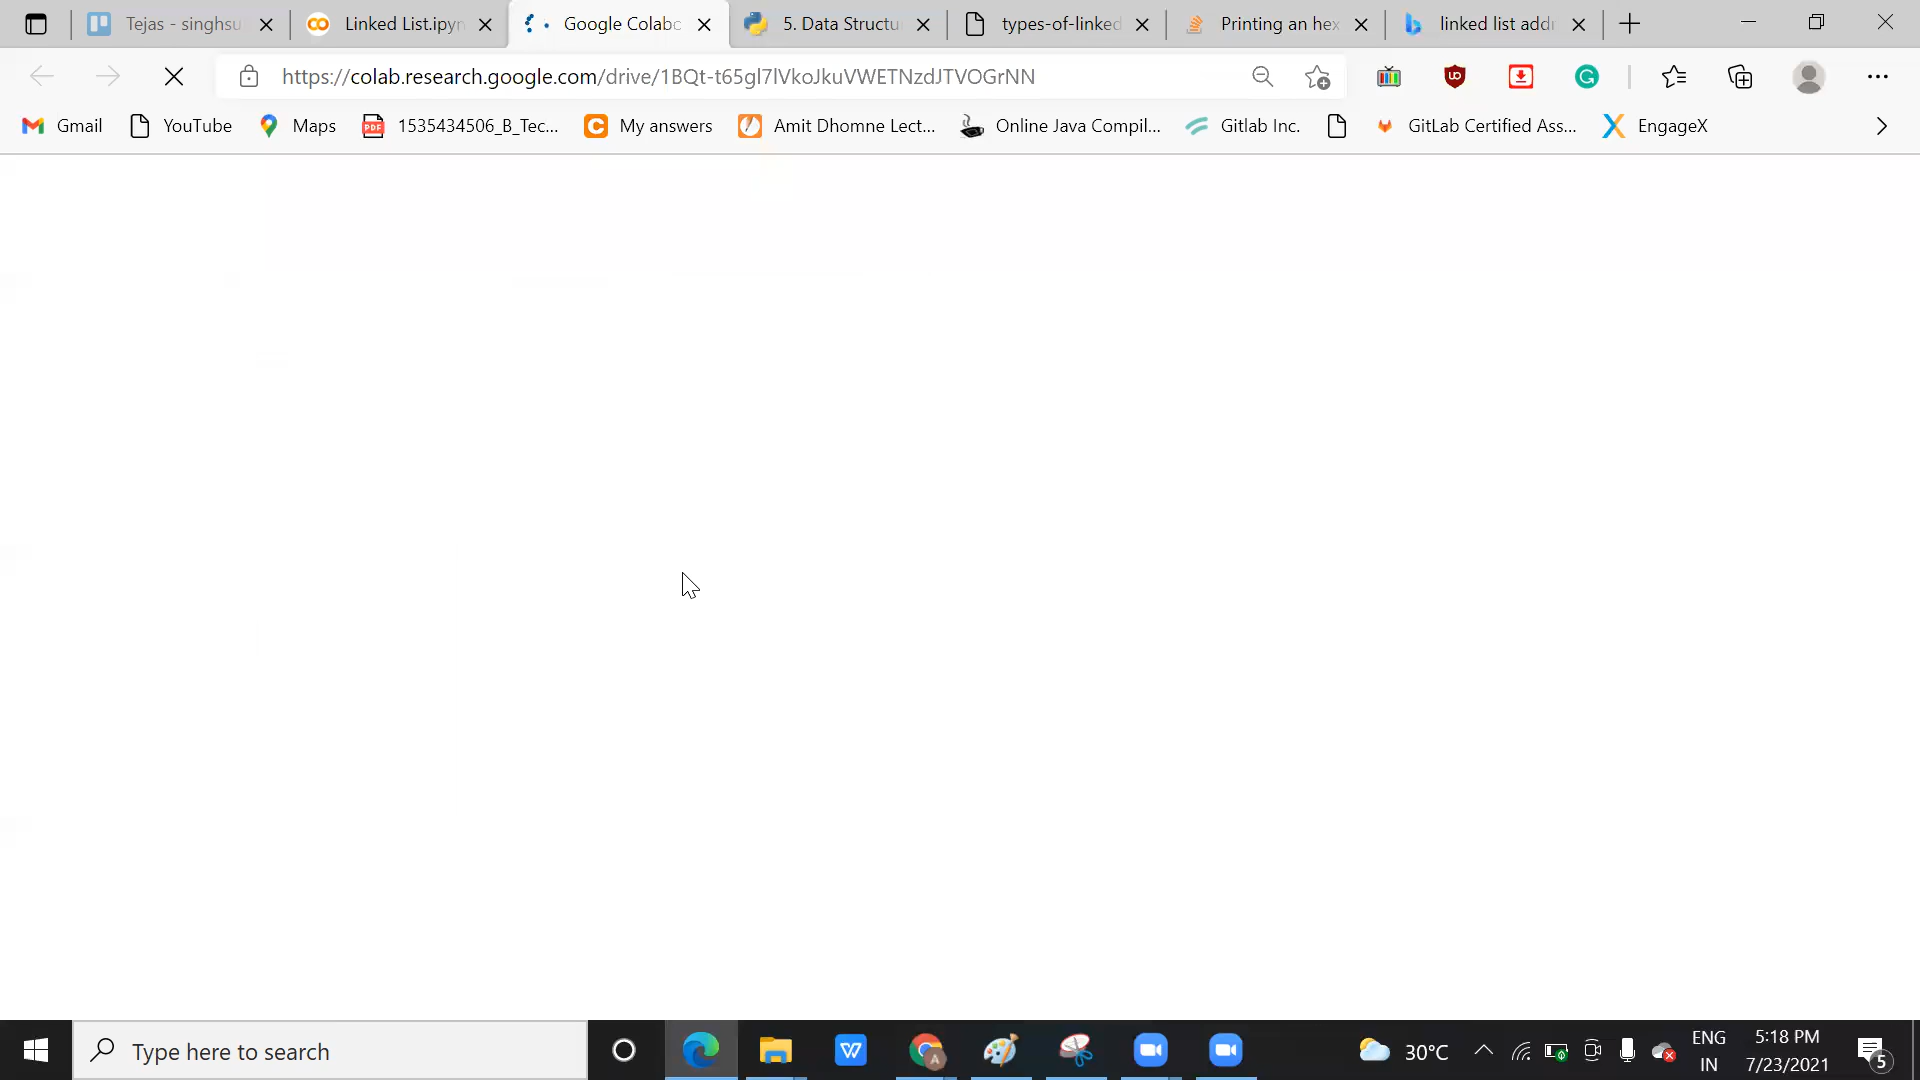 Tejas - singhsu
Linked List.ipyn
Google Colabc
5. Data Structu
types-of-linked
Printing an hex
linked list addr
https://colab.research.google.com/drive/1BQt-t65gl7lVkoJkuVWETNzdJTVOGrNN
Gmail
YouTube
Maps
1535434506_B_Tec...
My answers
Amit Dhomne Lect...
Online Java Compil...
Gitlab Inc.
GitLab Certified Ass...
EngageX
Type here to search
30°C
ENG
IN
5:18 PM
7/23/2021
5